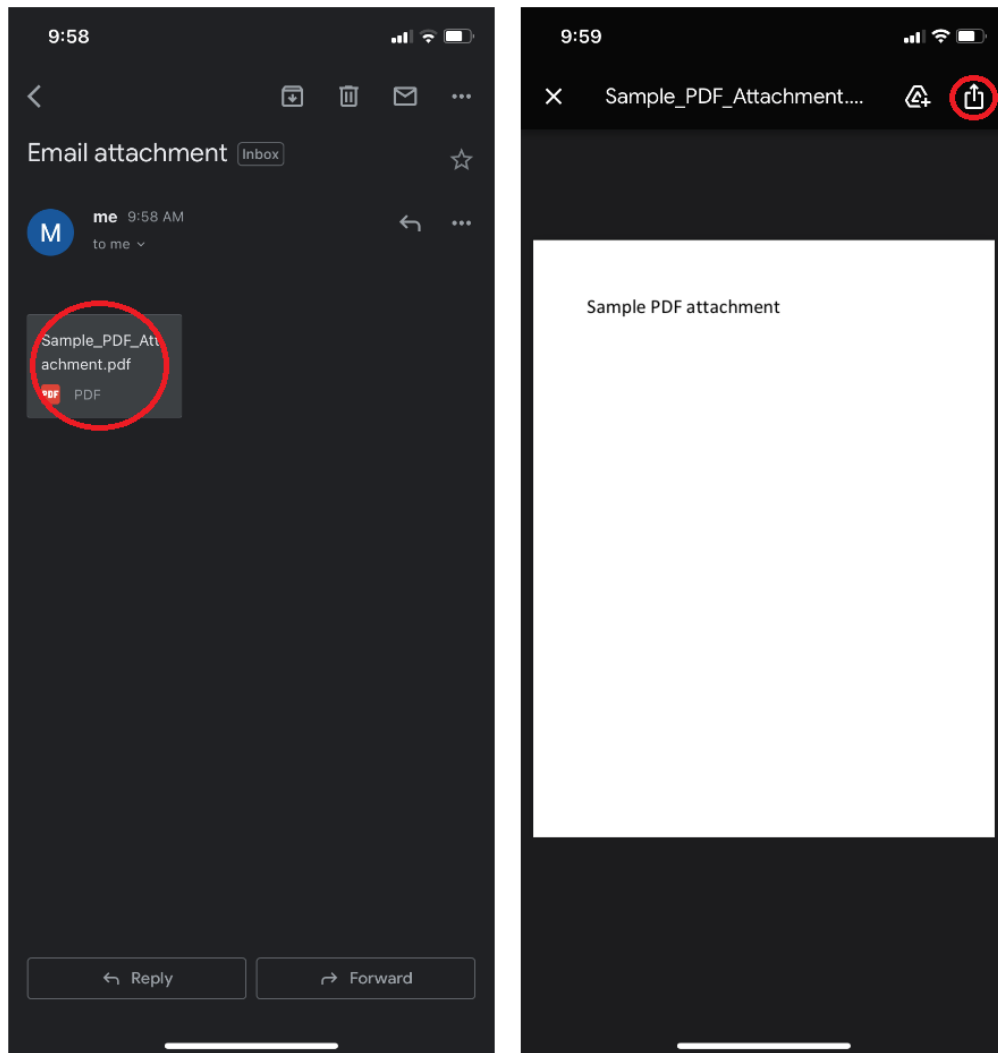 9:58
Email attachment Inbox
M
me 9:58 AM
to me
Sample_PDF_Att
achment.pdf
PDF PDF
Reply
Forward
9:59
Sample_PDF_Attachment....
Sample PDF attachment